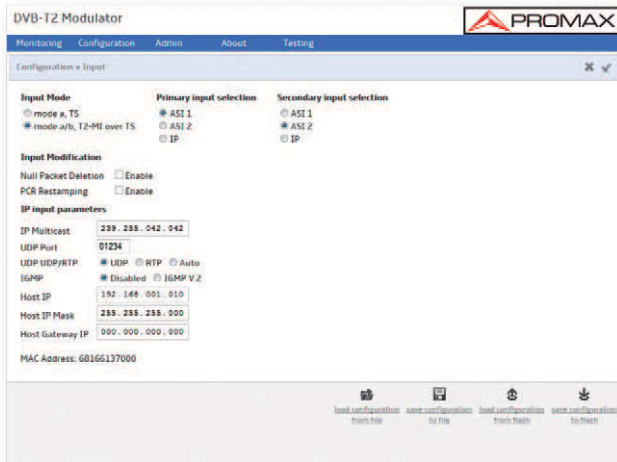 DVB-T2 Modulator
PROMAX
Monitoring Configuration Admin About Testing
Configuration » Input
Input Mode
mode a, TS
mode a/b, T2-MI over TS
Primary input selection
ASI 1
ASI 2
IP
Secondary input selection
ASI 1
ASI 2
IP
Input Modification
Null Packet Deletion Enable
PCR Restamping Enable
IP input parameters
IP Multicast 239.255.042.042
UDP Port 01234
UDP UDP/RTP UDP RTP Auto
IGMP Disabled IGMP V.2
Host IP 192.168.001.010
Host IP Mask 255.255.255.000
Host Gateway IP 000.000.000.000
MAC Address: 68166137000
load configuration from file
save configuration to file
load configuration from flash
save configuration to flash